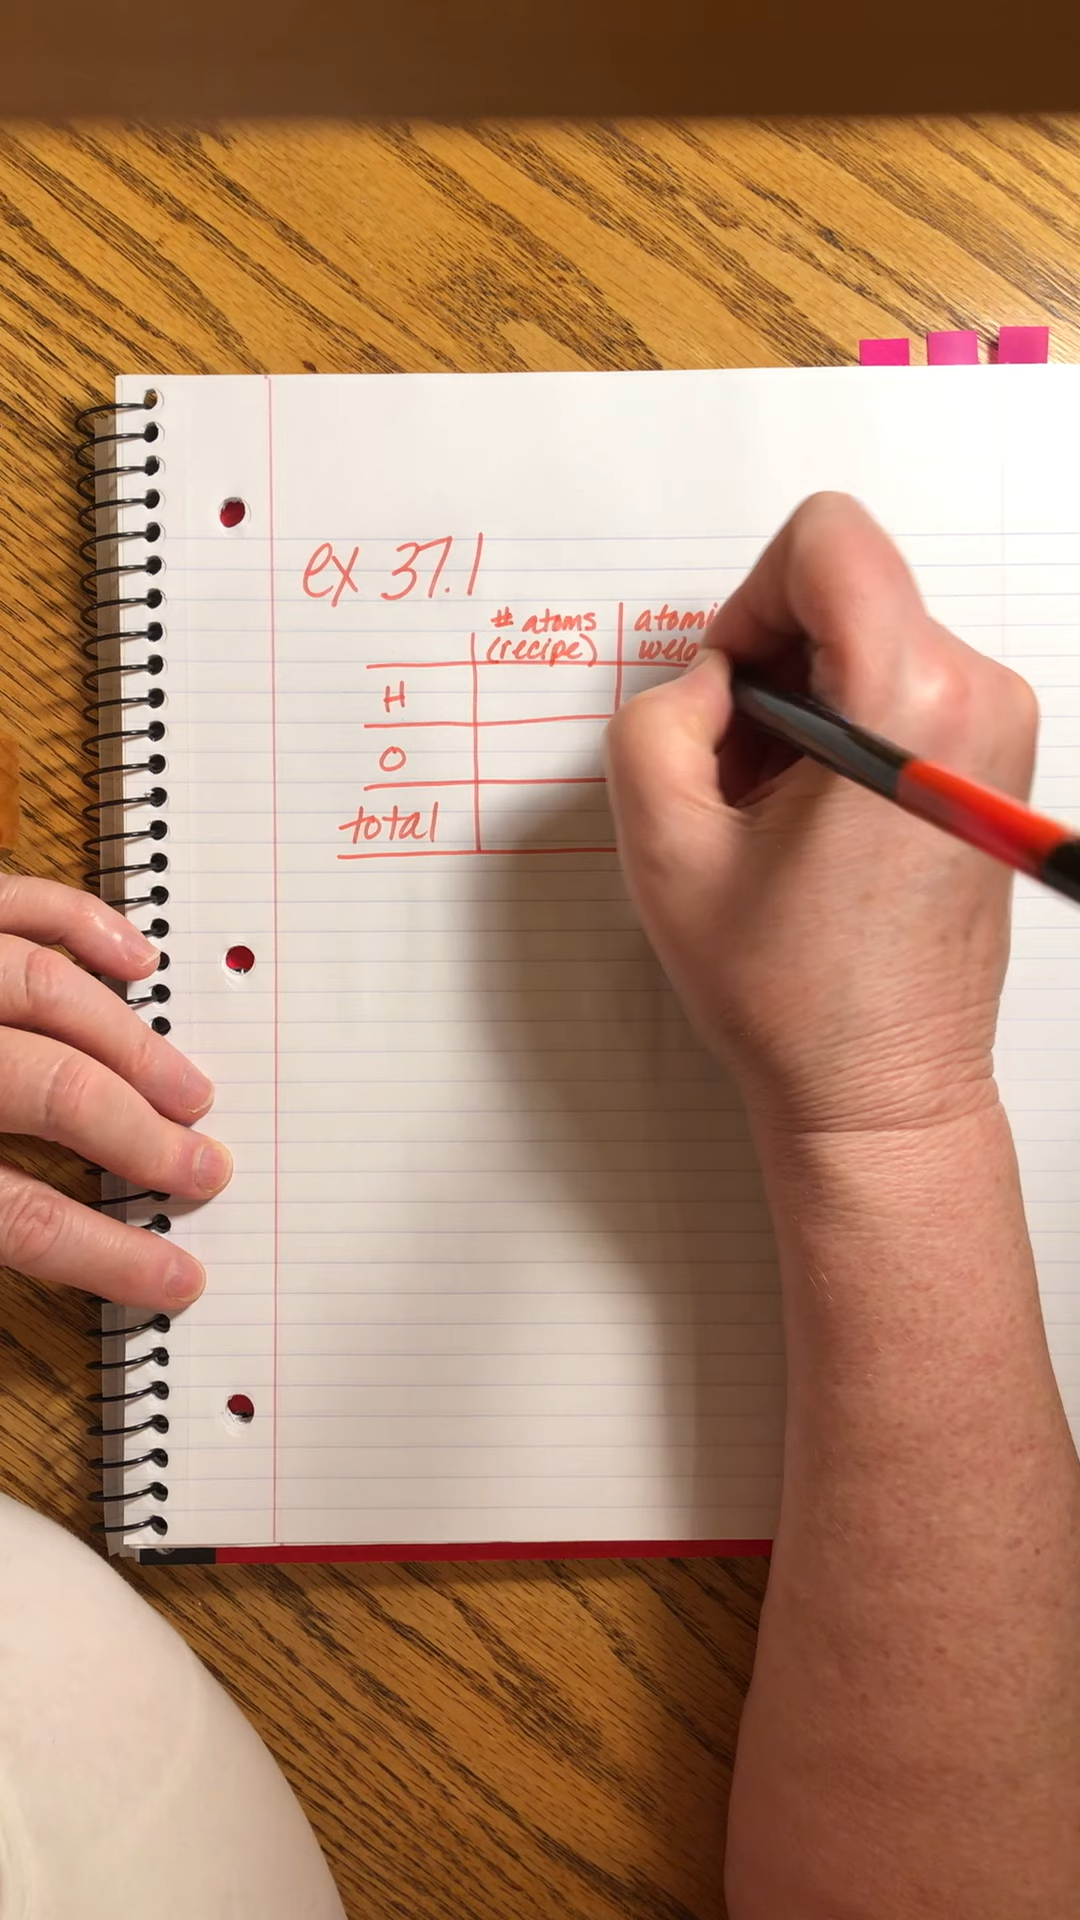 ex 37.1
# atoms
(recipe)
H
O
total